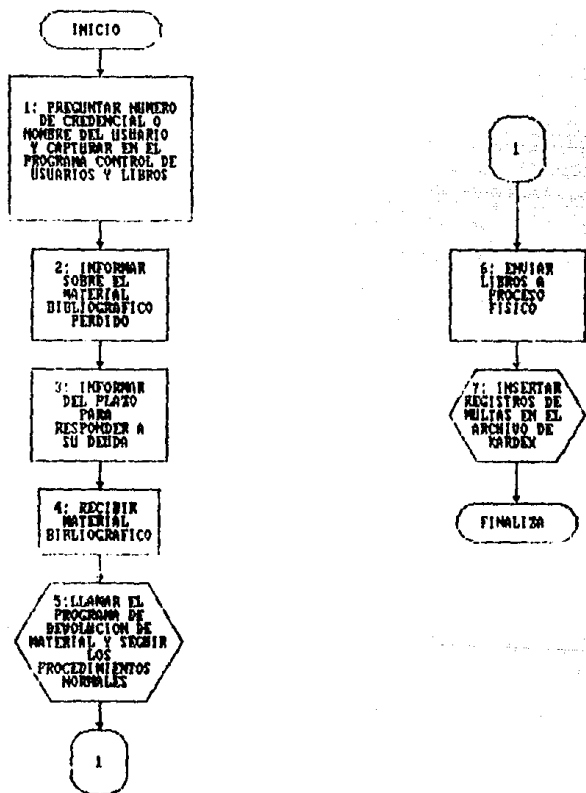 INICIO
1: PREGUNTAR NUMERO
DE CREDENCIAL O
NOMBRE DEL USUARIO
Y CAPTURAR EN EL
PROGRAMA CONTROL DE
USUARIOS Y LIBROS
2: INFORMAR
SOBRE EL
MATERIAL
BIBLIOGRAFICO
PERDIDO
3: INFORMAR
DEL PLAZO
PARA
RESPONDER A
SU DEUDA
4: RECIBIR
MATERIAL
BIBLIOGRAFICO
5:LLAMAR EL
PROGRAMA DE
DEVOLUCION DE
MATERIAL Y SEGUIR
LOS
PROCEDIMIENTOS
NORMALES
1
1
6: ENVIAR
LIBROS A
PROCESO
FISICO
7: INSERTAR
REGISTROS DE
MULTAS EN EL
ARCHIVO DE
KARDEX
FINALIZA